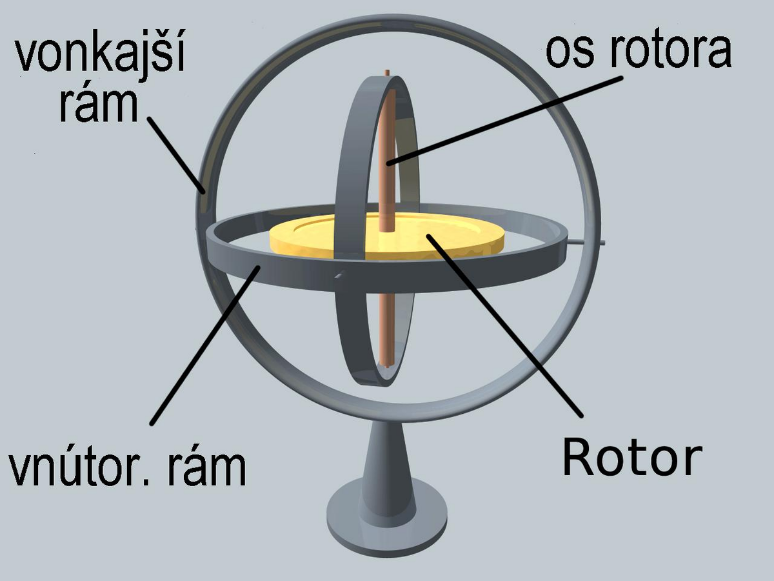 vonkajší
rám
os rotora
vnútor. rám
Rotor